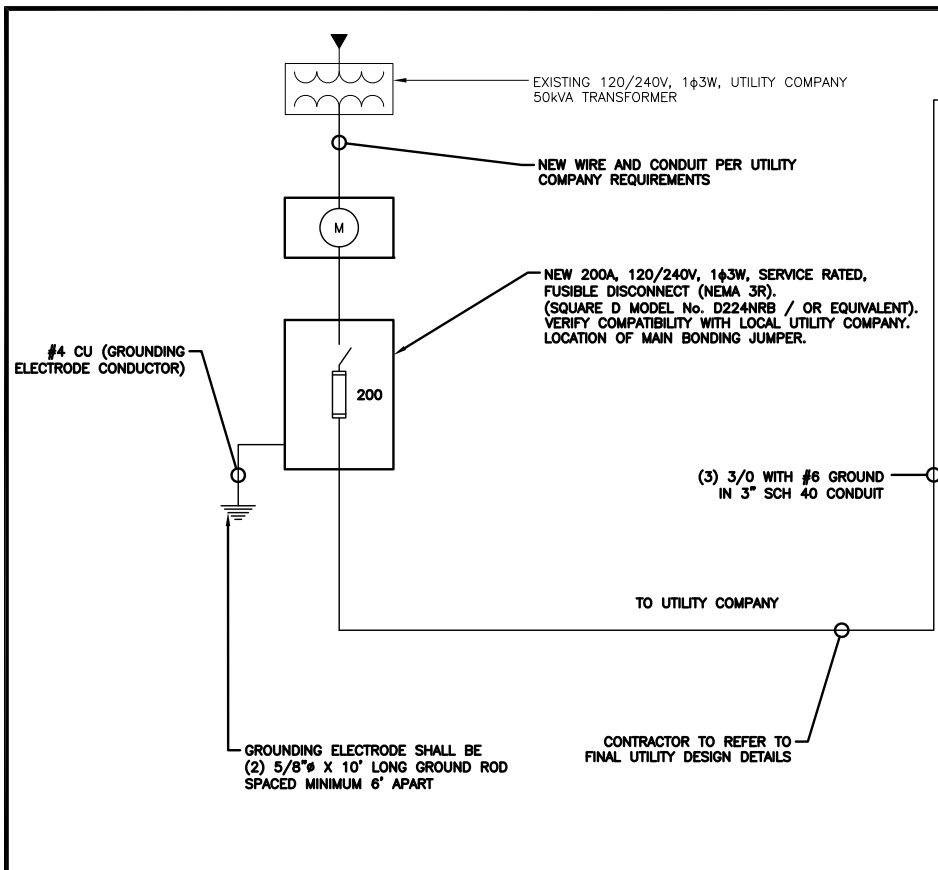 EXISTING 120/240V, 1ϕ3W, UTILITY COMPANY
50kVA TRANSFORMER
NEW WIRE AND CONDUIT PER UTILITY
COMPANY REQUIREMENTS
M
NEW 200A, 120/240V, 1ϕ3W, SERVICE RATED,
FUSIBLE DISCONNECT (NEMA 3R).
(SQUARE D MODEL No. D224NRB / OR EQUIVALENT).
VERIFY COMPATIBILITY WITH LOCAL UTILITY COMPANY.
LOCATION OF MAIN BONDING JUMPER.
#4 CU (GROUNDING
ELECTRODE CONDUCTOR)
200
(3) 3/0 WITH #6 GROUND
IN 3" SCH 40 CONDUIT
TO UTILITY COMPANY
GROUNDING ELECTRODE SHALL BE
(2) 5/8"ø X 10' LONG GROUND ROD
SPACED MINIMUM 6' APART
CONTRACTOR TO REFER TO
FINAL UTILITY DESIGN DETAILS